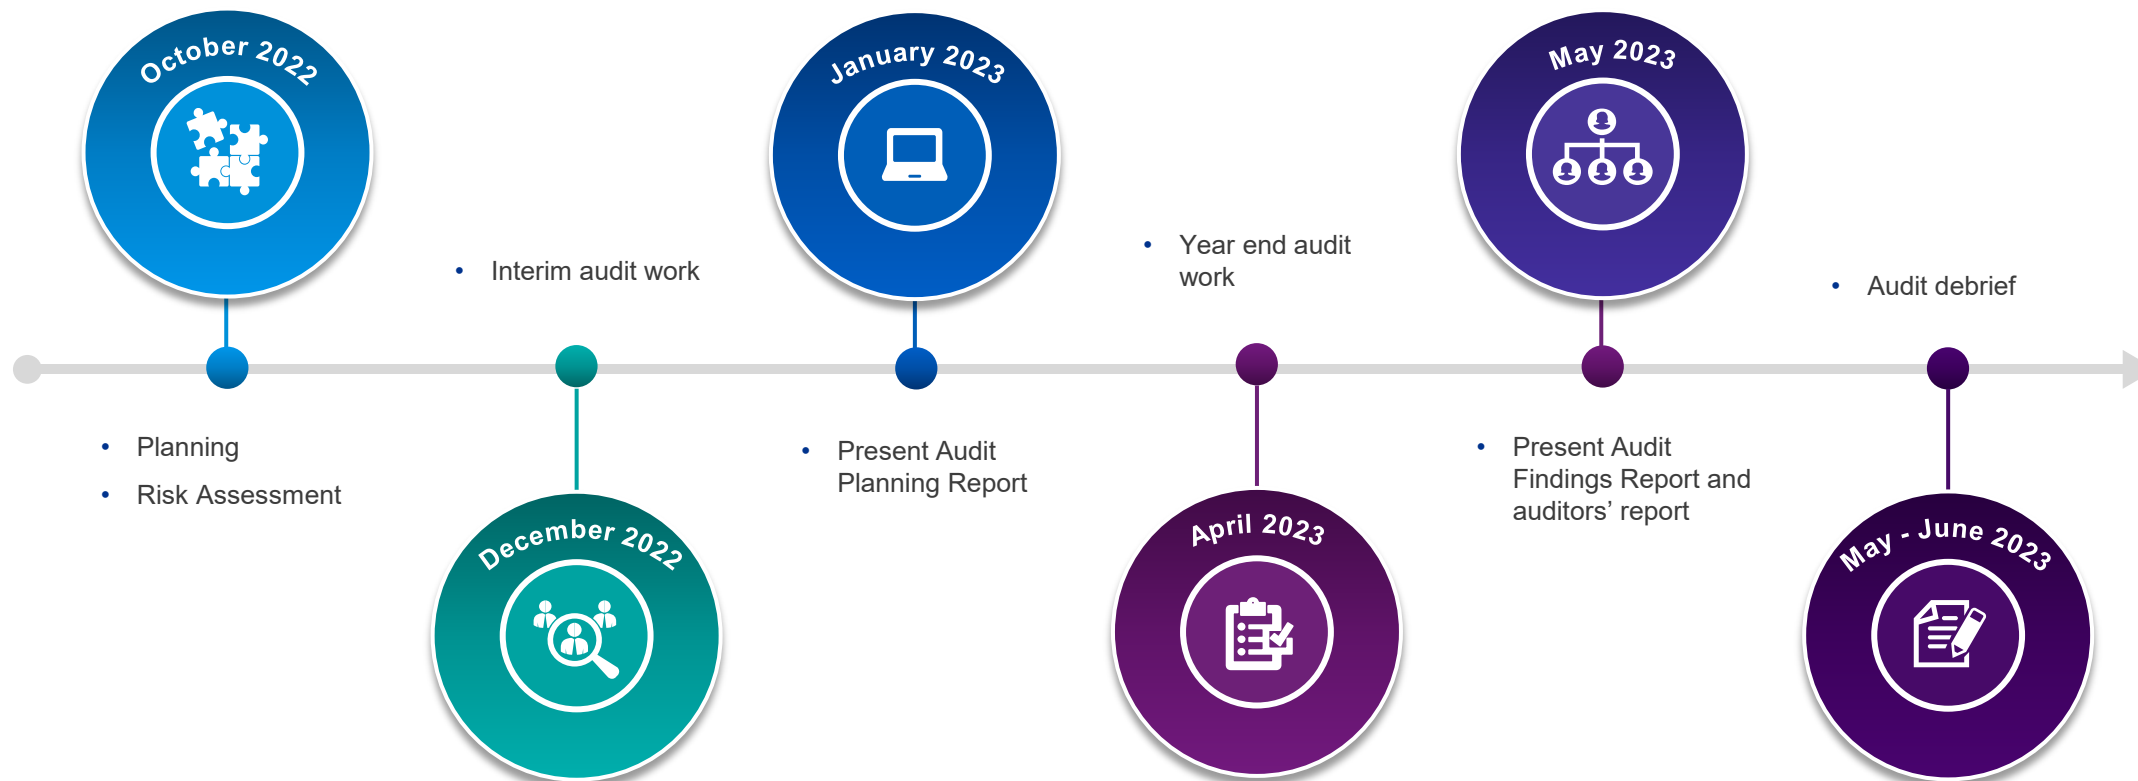 October 2022
• Planning
• Risk Assessment
• Interim audit work
December 2022
January 2023
• Present Audit
Planning Report
• Year end audit
work
April 2023
May 2023
• Present Audit
Findings Report and
auditors’ report
• Audit debrief
May - June 2023